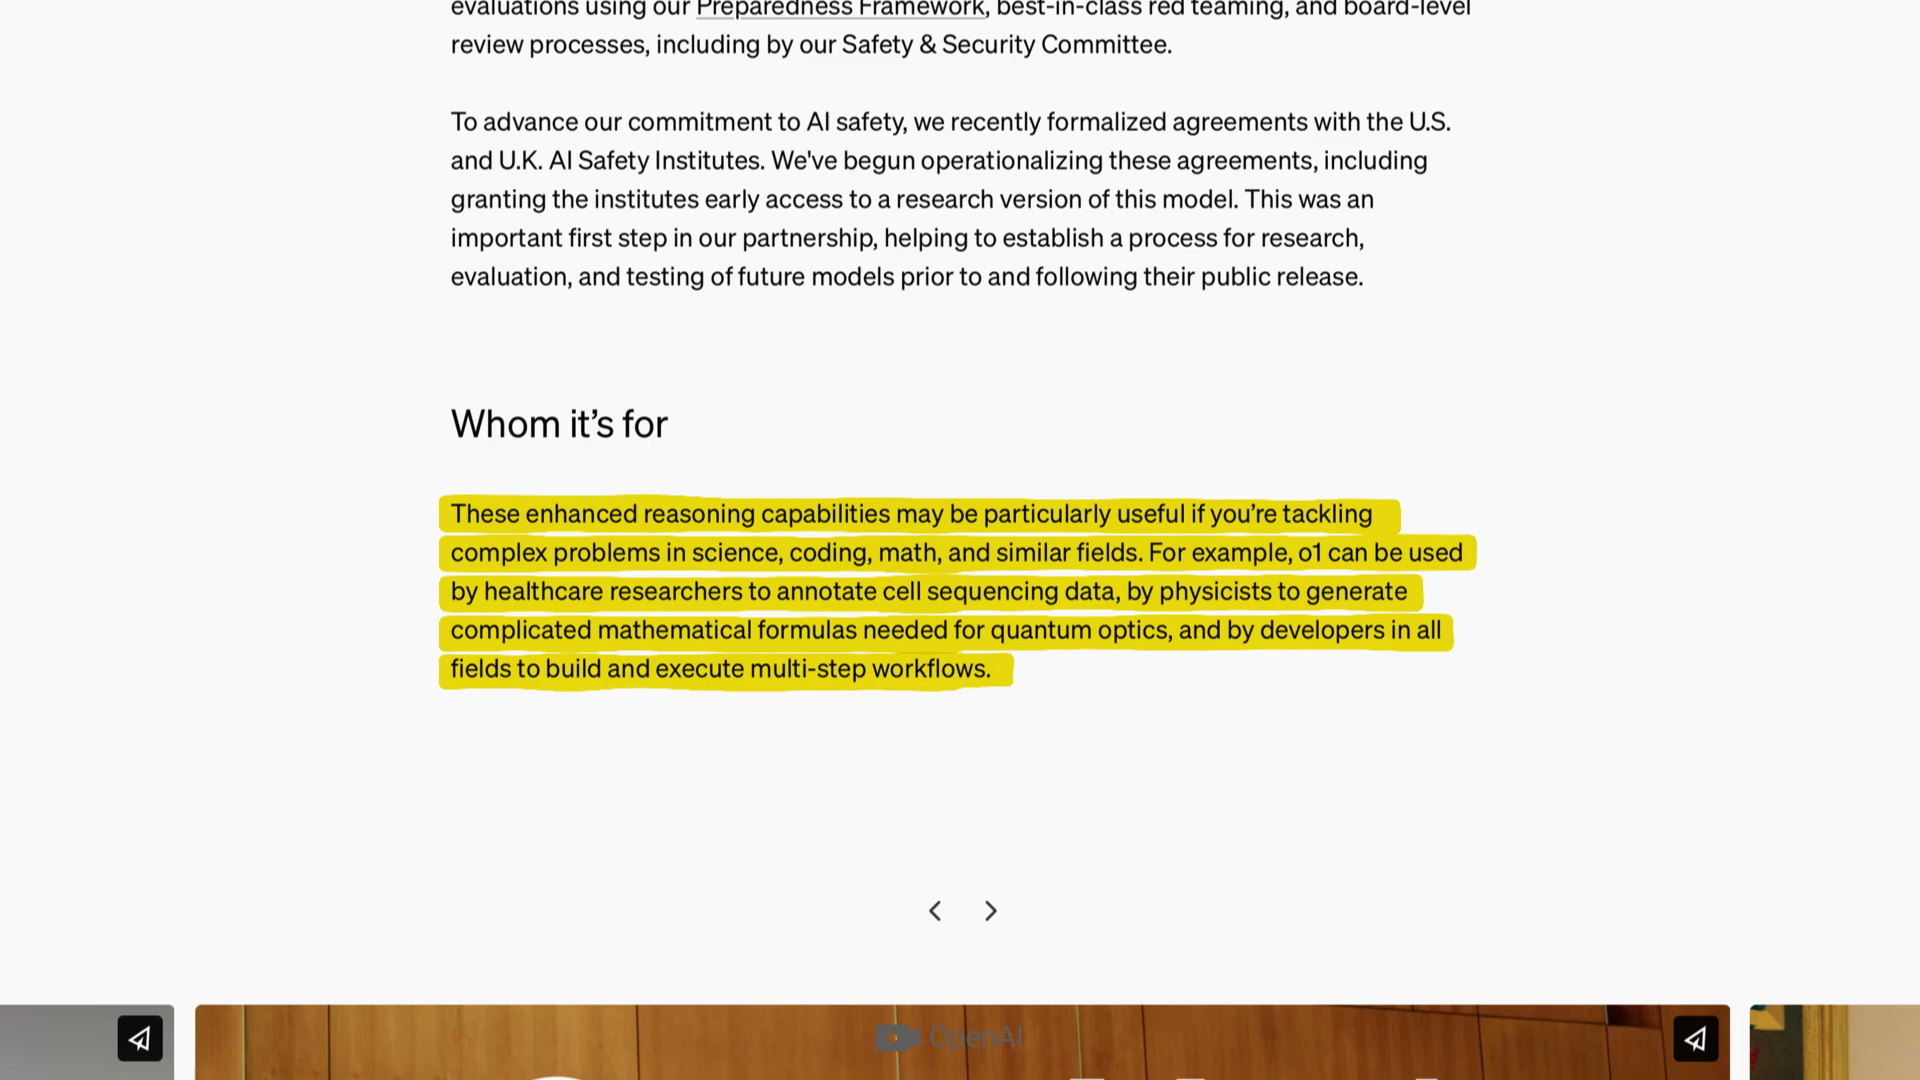 evaluations using our Preparedness Framework, best-in-class red teaming, and board-level
review processes, including by our Safety & Security Committee.
To advance our commitment to AI safety, we recently formalized agreements with the U.S.
and U.K. AI Safety Institutes. We've begun operationalizing these agreements, including
granting the institutes early access to a research version of this model. This was an
important first step in our partnership, helping to establish a process for research,
evaluation, and testing of future models prior to and following their public release.
Whom it’s for
These enhanced reasoning capabilities may be particularly useful if you’re tackling
complex problems in science, coding, math, and similar fields. For example, o1 can be used
by healthcare researchers to annotate cell sequencing data, by physicists to generate
complicated mathematical formulas needed for quantum optics, and by developers in all
fields to build and execute multi-step workflows.
OpenAI